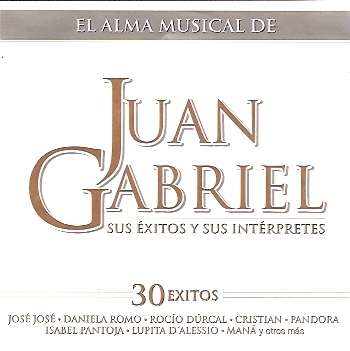 EL ALMA MUSICAL DE
JUAN
GABRIEL
SUS ÉXITOS Y SUS INTÉRPRETES
30 EXITOS
JOSÉ JOSÉ • DANIELA ROMO • ROCÍO DÚRCAL • CRISTIAN • PANDORA
ISABEL PANTOJA • LUPITA D´ALESSIO • MANÁ y otros más